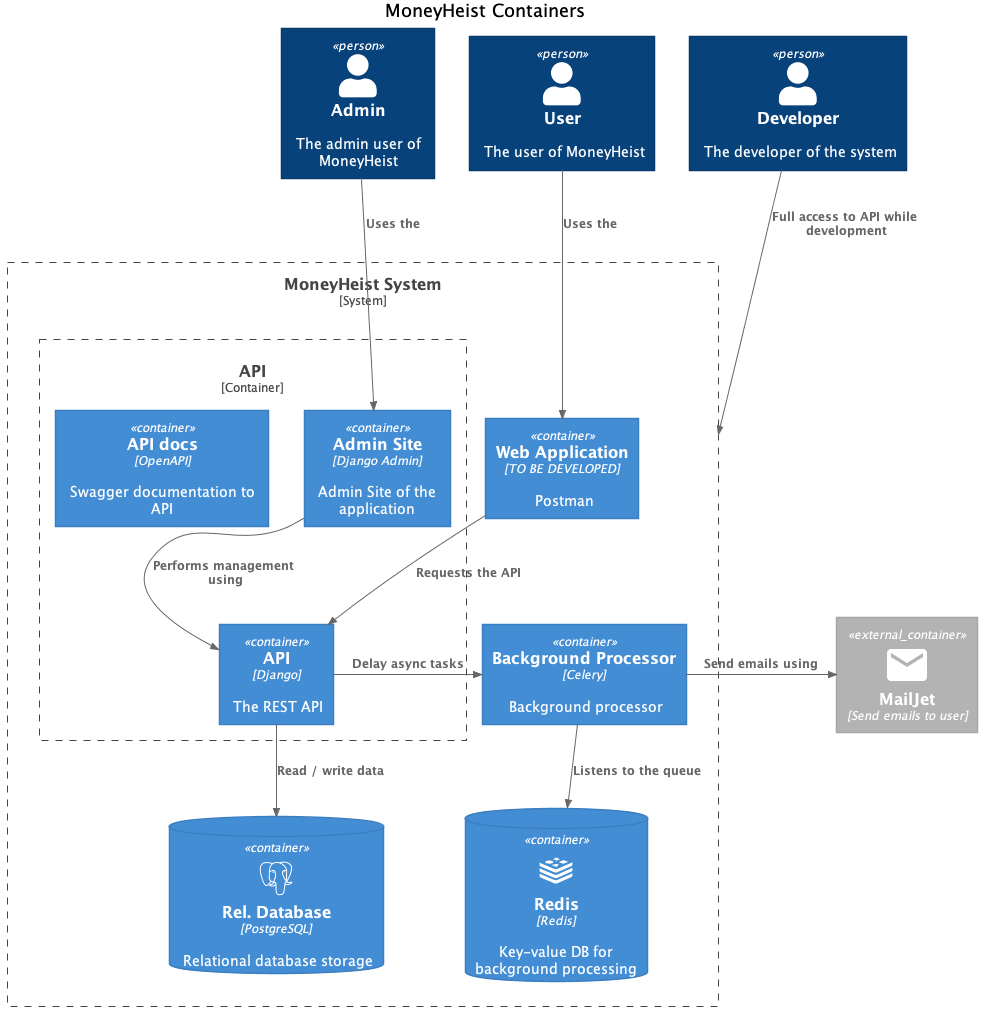 MoneyHeist Containers
«person»
Admin
The admin user of
MoneyHeist
«person»
User
The user of MoneyHeist
«person»
Developer
The developer of the system
Uses the
Uses the
Full access to API while
development
MoneyHeist System
[System]
API
[Container]
«container»
API docs
[OpenAPI]
Swagger documentation to
API
«container»
Admin Site
[Django Admin]
Admin Site of the
application
«container»
Web Application
[TO BE DEVELOPED]
Postman
Performs management
using
Requests the API
«container»
API
[Django]
The REST API
Delay async tasks
«container»
Background Processor
[Celery]
Background processor
Send emails using
«external_container»
MailJet
[Send emails to user]
Read / write data
Listens to the queue
«container»
Rel. Database
[PostgreSQL]
Relational database storage
«container»
Redis
[Redis]
Key-value DB for
background processing